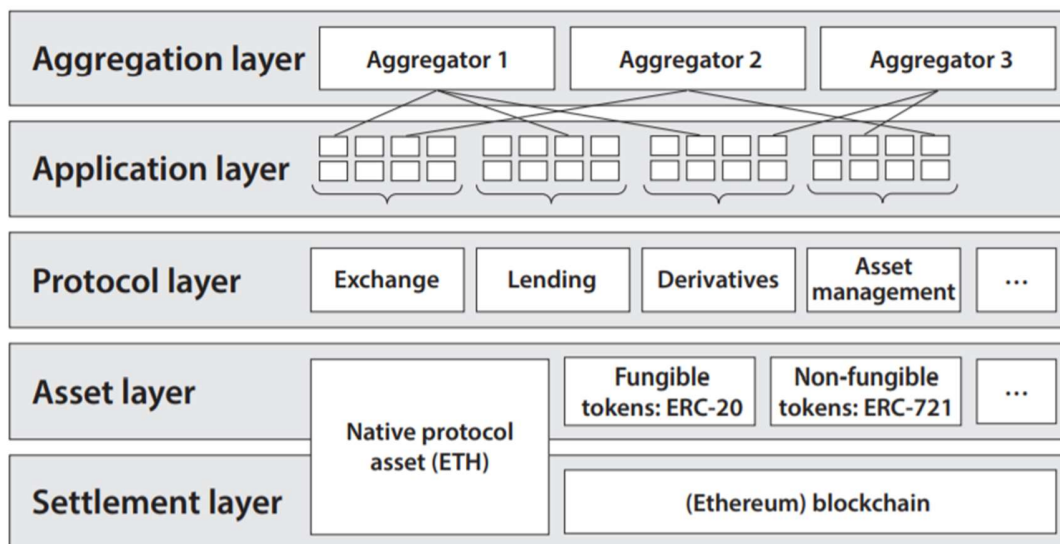 Aggregation layer
Aggregator 1
Aggregator 2
Aggregator 3
Application layer
Protocol layer
Exchange
Lending
Derivatives
Asset
management
...
Asset layer
Native protocol
asset (ETH)
Fungible
tokens: ERC-20
Non-fungible
tokens: ERC-721
...
Settlement layer
(Ethereum) blockchain